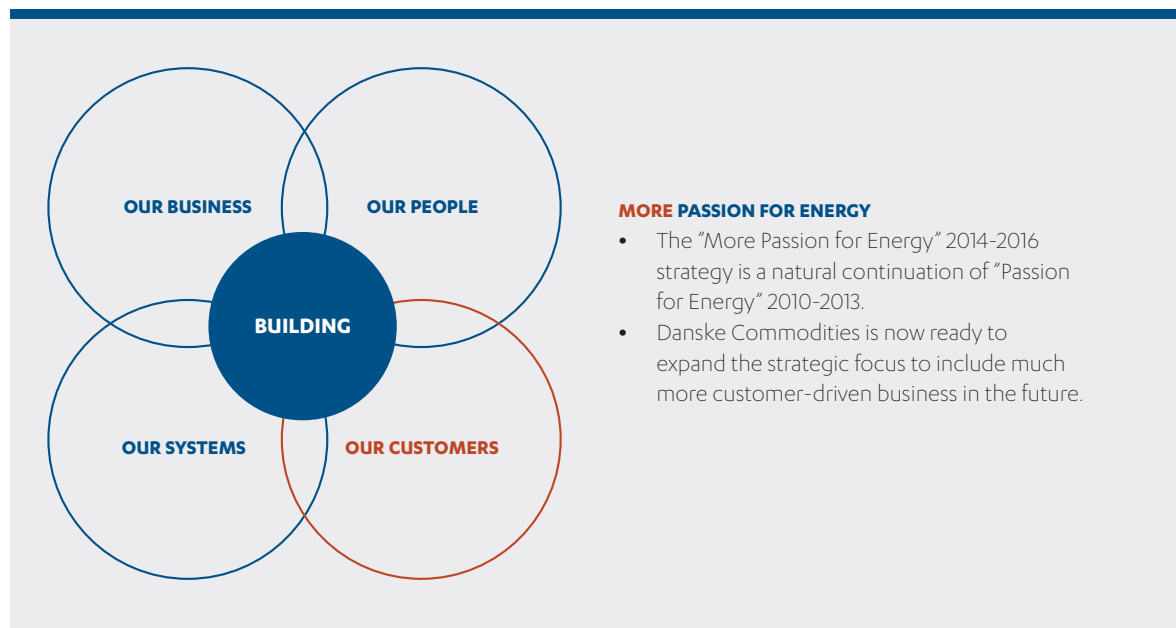 OUR BUSINESS
OUR PEOPLE
BUILDING
OUR SYSTEMS
OUR CUSTOMERS
MORE PASSION FOR ENERGY
• The "More Passion for Energy" 2014-2016
strategy is a natural continuation of "Passion
for Energy" 2010-2013.
• Danske Commodities is now ready to
expand the strategic focus to include much
more customer-driven business in the future.